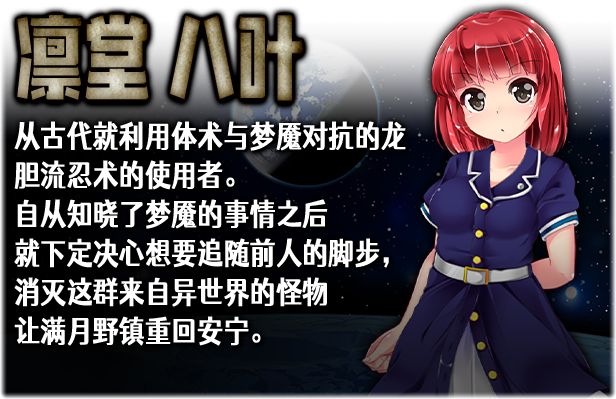 凛堂 八叶
从古代就利用体术与梦魇对抗的龙
胆流忍术的使用者。
自从知晓了梦魇的事情之后
就下定决心想要追随前人的脚步，
消灭这群来自异世界的怪物
让满月野镇重回安宁。